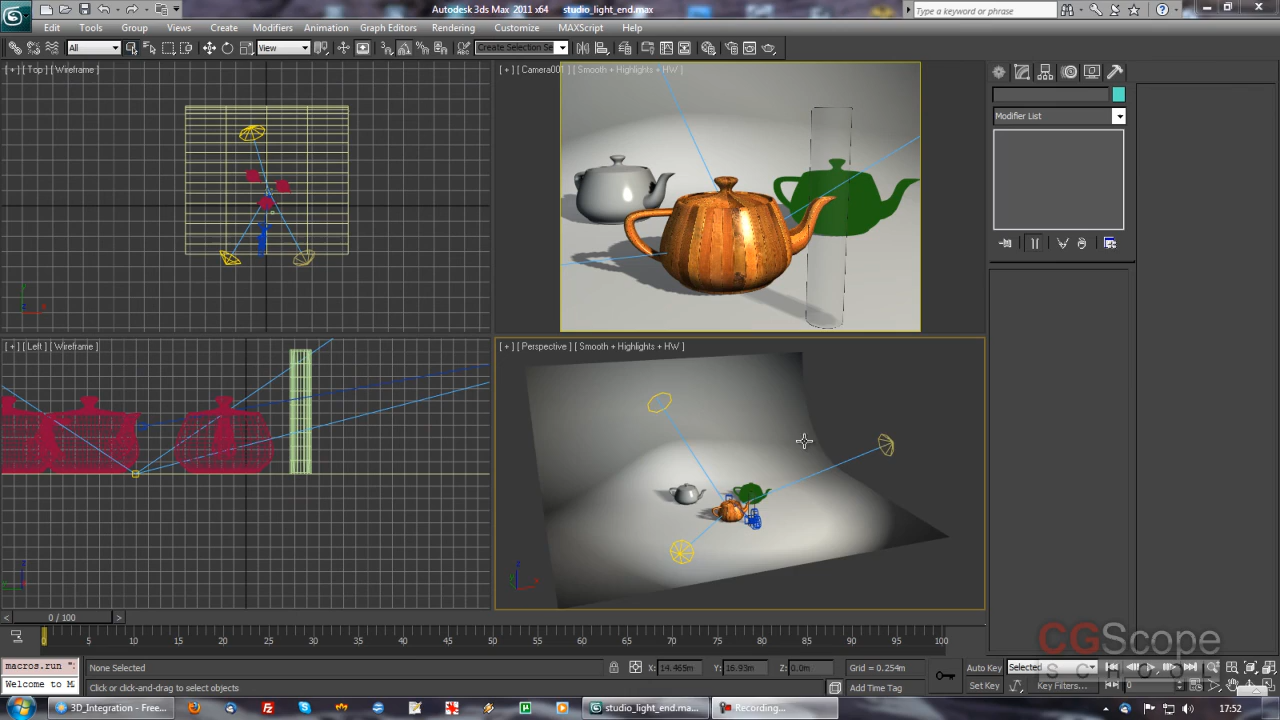 Autodesk 3ds Max 2011 x64 studio_light_end.max
Type a keyword or phrase
Edit Tools Group Views Create Modifiers Animation Graph Editors Rendering Customize MAXScript Help
All View Create Selection Se
[ + ] [ Top ] [ Wireframe ]
[ + ] [ Camera001 ] [ Smooth + Highlights + HW ]
Modifier List
[ + ] [ Left ] [ Wireframe ]
[ + ] [ Perspective ] [ Smooth + Highlights + HW ]
< 0 / 100 >
0 5 10 15 20 25 30 35 40 45 50 55 60 65 70 75 80 85 90 95 100
CGScope
SCHOOL
macros.run ":
None Selected X: 14.465m Y: 16.93m Z: 0.0m Grid = 0.254m Auto Key Selected
Welcome to M
Click or click-and-drag to select objects Add Time Tag Set Key Key Filters... 0
3D_Integration - Free... studio_light_end.ma... Recording... 17:52